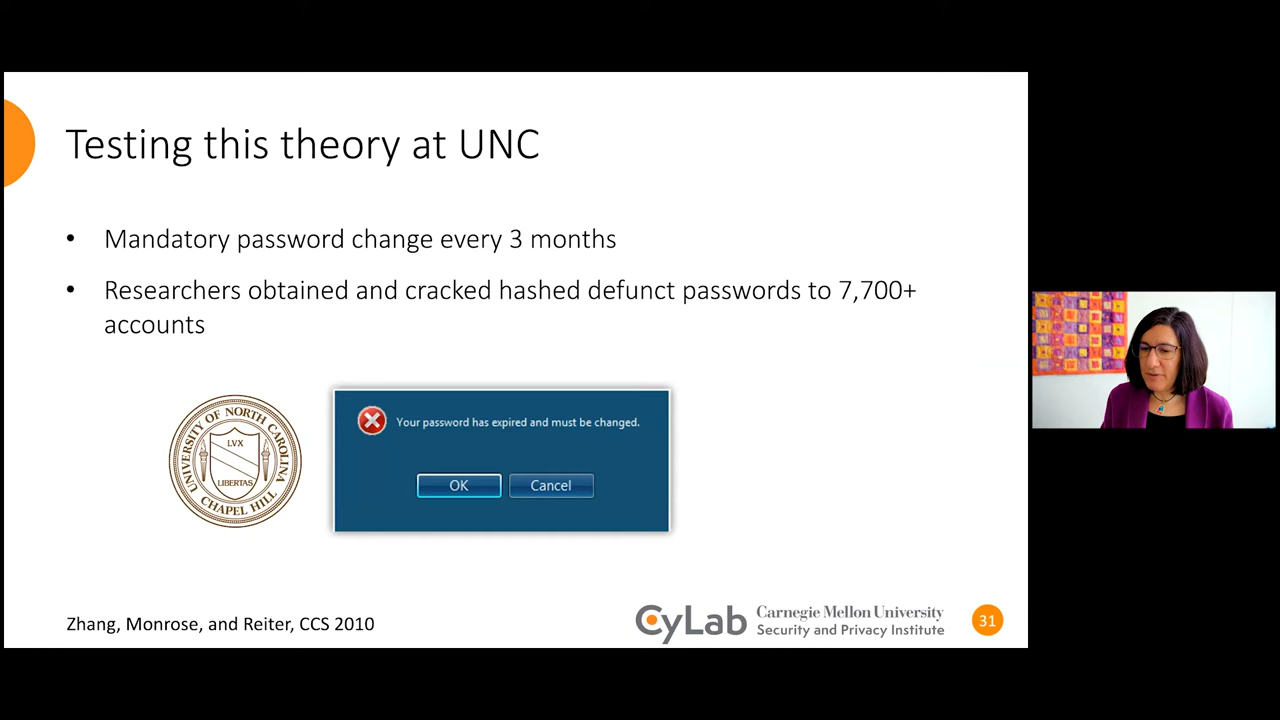 Testing this theory at UNC
• Mandatory password change every 3 months
• Researchers obtained and cracked hashed defunct passwords to 7,700+
accounts
UNIVERSITY OF NORTH CAROLINA
LVX
LIBERTAS
CHAPEL HILL
Your password has expired and must be changed.
OK
Cancel
Zhang, Monrose, and Reiter, CCS 2010
CyLab
Carnegie Mellon University
Security and Privacy Institute
31